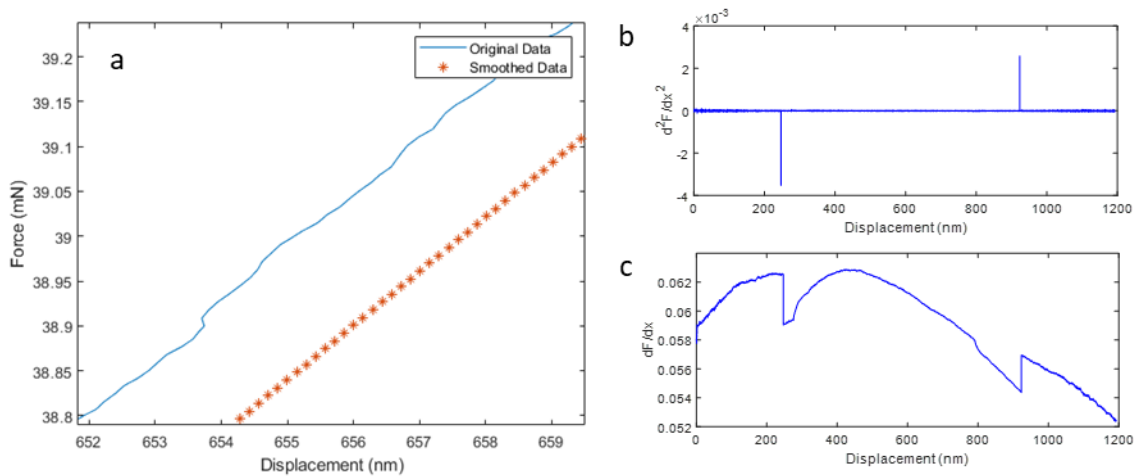 a
Original Data
Smoothed Data
39.2
39.15
39.1
39.05
39
38.95
38.9
38.85
38.8
Force (mN)
652 653 654 655 656 657 658 659
Displacement (nm)
b
×10⁻³
4
2
0
-2
-4
d²F/dx²
0 200 400 600 800 1000 1200
Displacement (nm)
c
0.062
0.06
0.058
0.056
0.054
0.052
dF/dx
0 200 400 600 800 1000 1200
Displacement (nm)